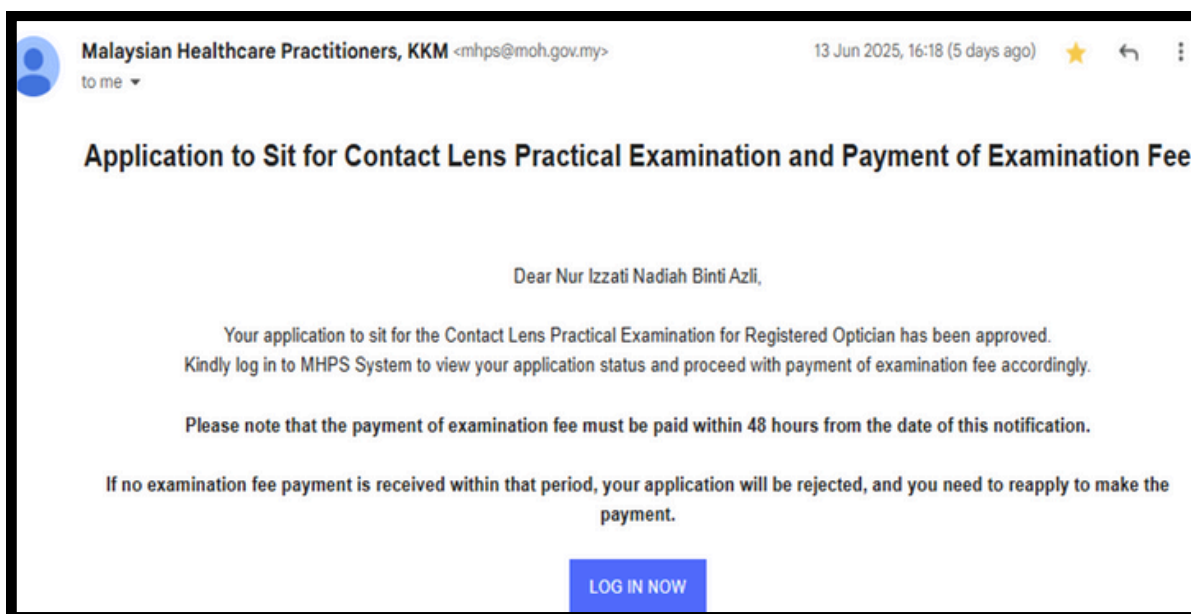 Malaysian Healthcare Practitioners, KKM <mhps@moh.gov.my> 13 Jun 2025, 16:18 (5 days ago)
to me
Application to Sit for Contact Lens Practical Examination and Payment of Examination Fee
Dear Nur Izzati Nadiah Binti Azli,
Your application to sit for the Contact Lens Practical Examination for Registered Optician has been approved.
Kindly log in to MHPS System to view your application status and proceed with payment of examination fee accordingly.
Please note that the payment of examination fee must be paid within 48 hours from the date of this notification.
If no examination fee payment is received within that period, your application will be rejected, and you need to reapply to make the
payment.
LOG IN NOW